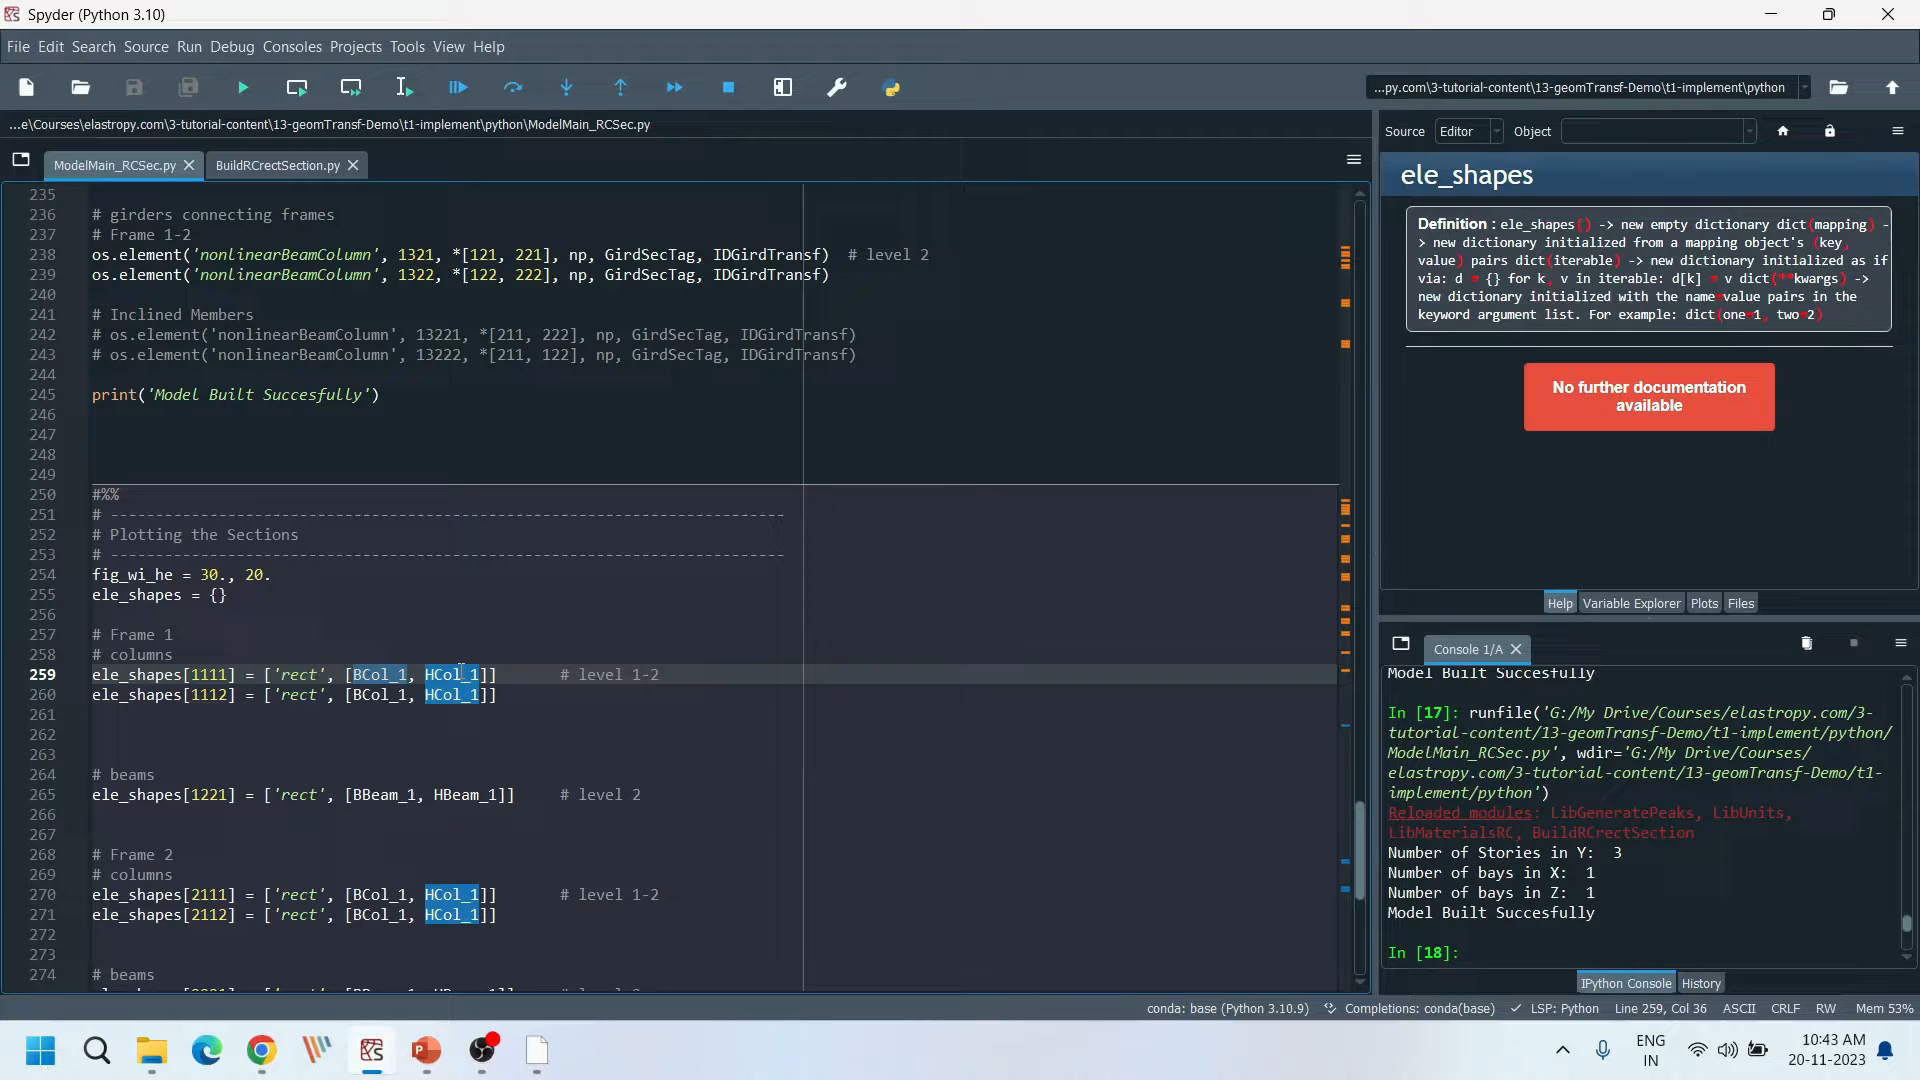 Spyder (Python 3.10)
File Edit Search Source Run Debug Consoles Projects Tools View Help
...py.com\3-tutorial-content\13-geomTransf-Demo\t1-implement\python
...e\Courses\elastropy.com\3-tutorial-content\13-geomTransf-Demo\t1-implement\python\ModelMain_RCSec.py
ModelMain_RCSec.py
BuildRCrectSection.py
235
236 # girders connecting frames
237 # Frame 1-2
238 os.element('nonlinearBeamColumn', 1321, *[121, 221], np, GirdSecTag, IDGirdTransf)  # level 2
239 os.element('nonlinearBeamColumn', 1322, *[122, 222], np, GirdSecTag, IDGirdTransf)
240
241 # Inclined Members
242 # os.element('nonlinearBeamColumn', 13221, *[211, 222], np, GirdSecTag, IDGirdTransf)
243 # os.element('nonlinearBeamColumn', 13222, *[211, 122], np, GirdSecTag, IDGirdTransf)
244
245 print('Model Built Succesfully')
246
247
248
249
250 #%%
251 # ---------------------------------------------------------------------------
252 # Plotting the Sections
253 # ---------------------------------------------------------------------------
254 fig_wi_he = 30., 20.
255 ele_shapes = {}
256
257 # Frame 1
258 # columns
259 ele_shapes[1111] = ['rect', [BCol_1, HCol_1]]       # level 1-2
260 ele_shapes[1112] = ['rect', [BCol_1, HCol_1]]
261
262
263
264 # beams
265 ele_shapes[1221] = ['rect', [BBeam_1, HBeam_1]]     # level 2
266
267
268 # Frame 2
269 # columns
270 ele_shapes[2111] = ['rect', [BCol_1, HCol_1]]       # level 1-2
271 ele_shapes[2112] = ['rect', [BCol_1, HCol_1]]
272
273
274 # beams
Source Editor Object
ele_shapes
Definition : ele_shapes() -> new empty dictionary dict(mapping) -
> new dictionary initialized from a mapping object's (key,
value) pairs dict(iterable) -> new dictionary initialized as if
via: d = {} for k, v in iterable: d[k] = v dict(**kwargs) ->
new dictionary initialized with the name=value pairs in the
keyword argument list. For example: dict(one=1, two=2)
No further documentation
available
Help Variable Explorer Plots Files
Console 1/A
Model Built Succesfully
In [17]: runfile('G:/My Drive/Courses/elastropy.com/3-
tutorial-content/13-geomTransf-Demo/t1-implement/python/
ModelMain_RCSec.py', wdir='G:/My Drive/Courses/
elastropy.com/3-tutorial-content/13-geomTransf-Demo/t1-
implement/python')
Reloaded modules: LibGeneratePeaks, LibUnits,
LibMaterialsRC, BuildRCrectSection
Number of Stories in Y:  3
Number of bays in X:  1
Number of bays in Z:  1
Model Built Succesfully
In [18]:
IPython Console History
conda: base (Python 3.10.9) Completions: conda(base) LSP: Python Line 259, Col 36 ASCII CRLF RW Mem 53%
ENG
IN
10:43 AM
20-11-2023